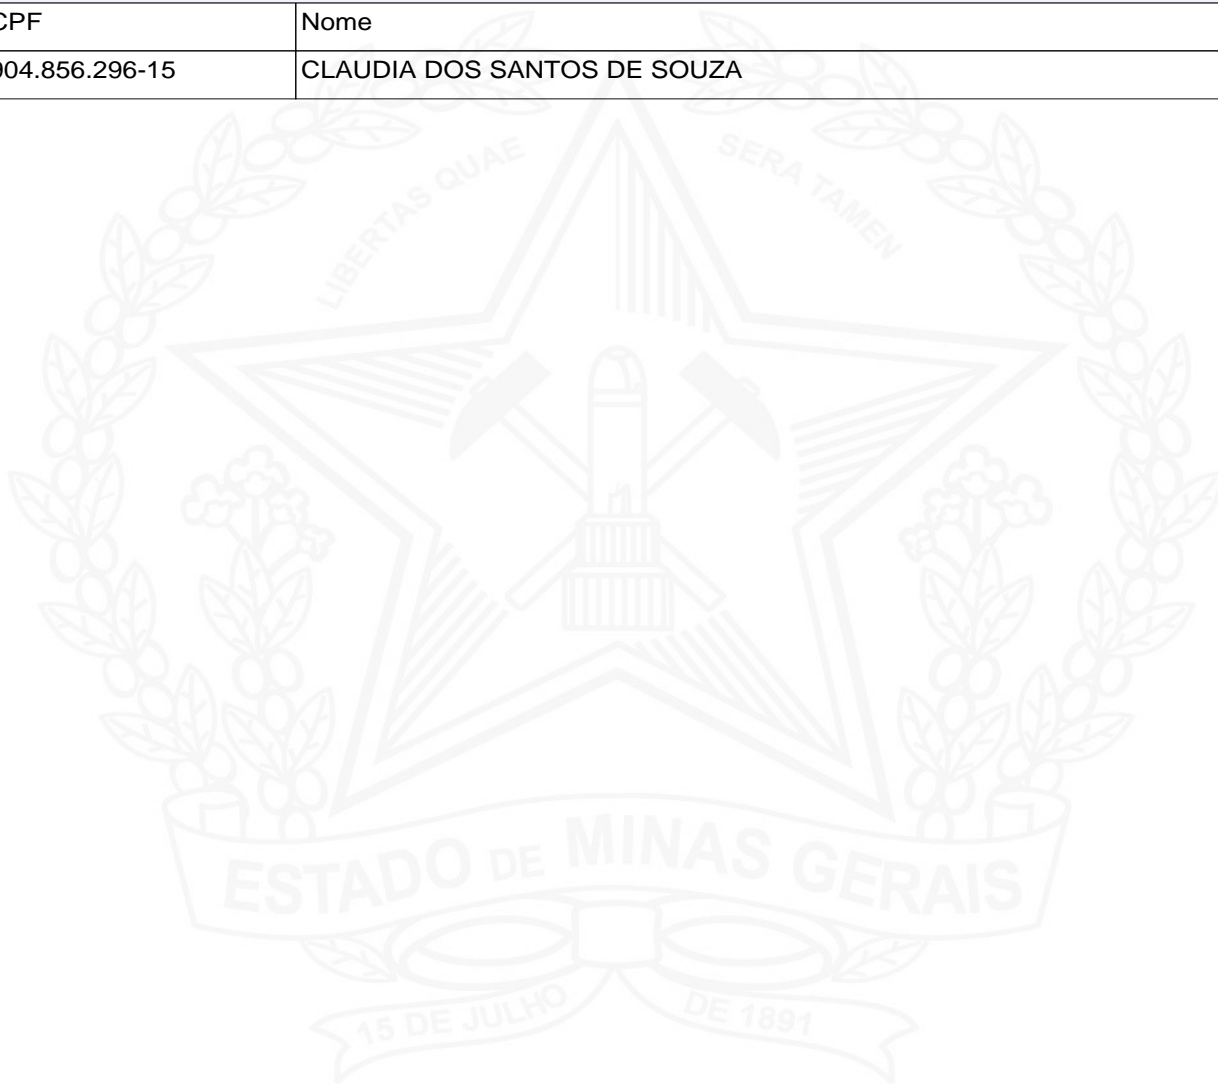 CPF Nome
904.856.296-15 CLAUDIA DOS SANTOS DE SOUZA
LIBERTAS QUAE SERA TAMEN
ESTADO DE MINAS GERAIS
15 DE JULHO DE 1891